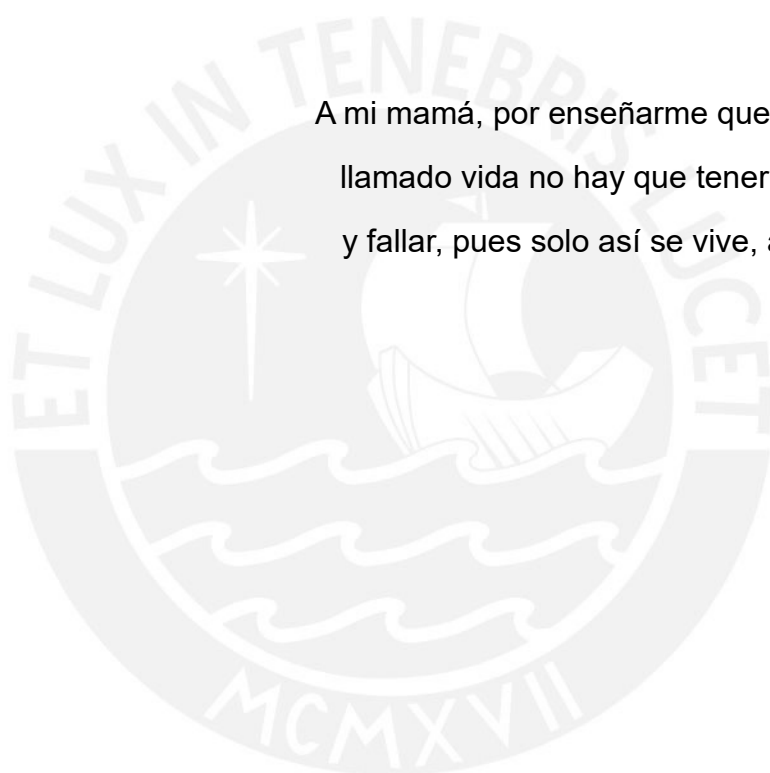 ET LUX IN TENEBRIS LUCET
A mi mamá, por enseñarme que
llamado vida no hay que tener
y fallar, pues solo así se vive,
MCMXVII